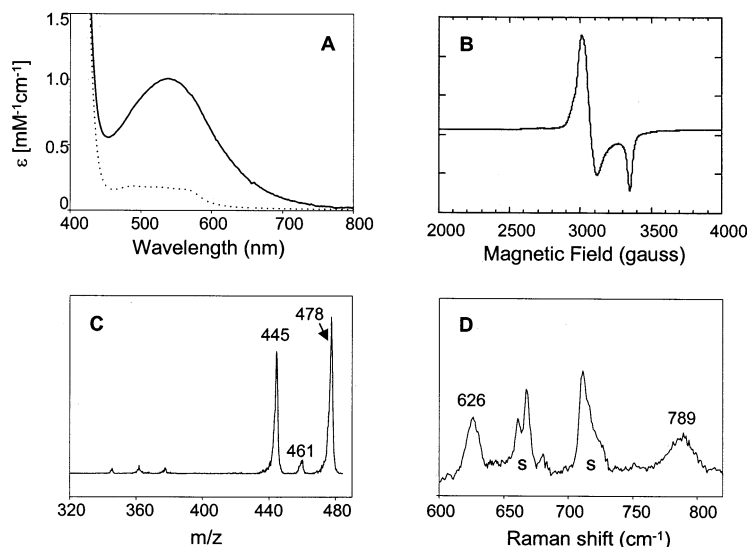 A
1.5
1.0
0.5
0
ε [mM-1cm-1]
400 500 600 700 800
Wavelength (nm)
B
2000 2500 3000 3500 4000
Magnetic Field (gauss)
C
445
478
461
320 360 400 440 480
m/z
D
626
789
s
s
600 650 700 750 800
Raman shift (cm-1)